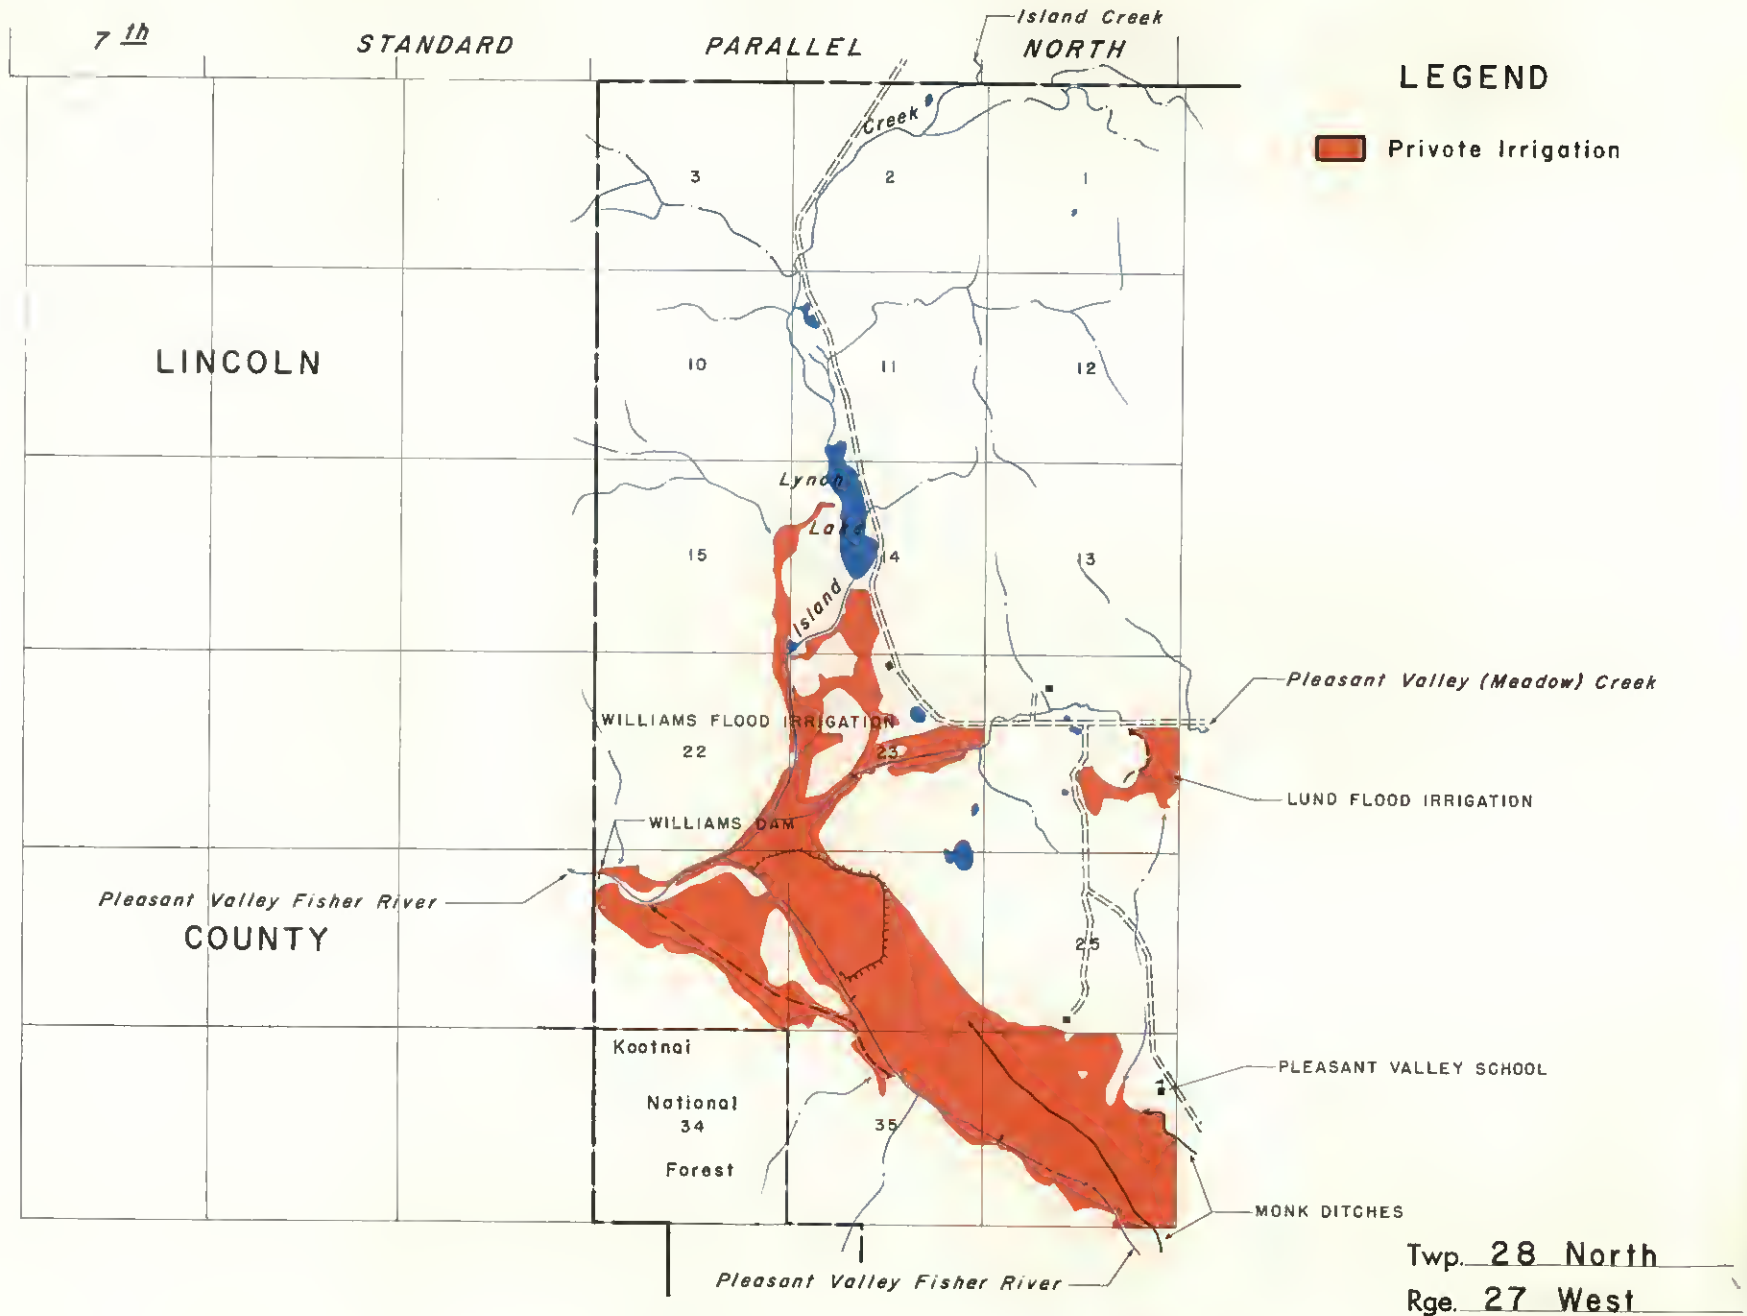 Island Creek
7 th STANDARD PARALLEL NORTH
LEGEND
Private Irrigation
Creek
3 2 1
LINCOLN
10 11 12
Lynch
Lake
15 14 13
Island
Pleasant Valley (Meadow) Creek
WILLIAMS FLOOD IRRIGATION
22 23
LUND FLOOD IRRIGATION
WILLIAMS DAM
Pleasant Valley Fisher River
COUNTY
25
Kootnai
National
34
Forest
35
PLEASANT VALLEY SCHOOL
MONK DITCHES
Twp. 28 North
Pleasant Valley Fisher River
Rge. 27 West